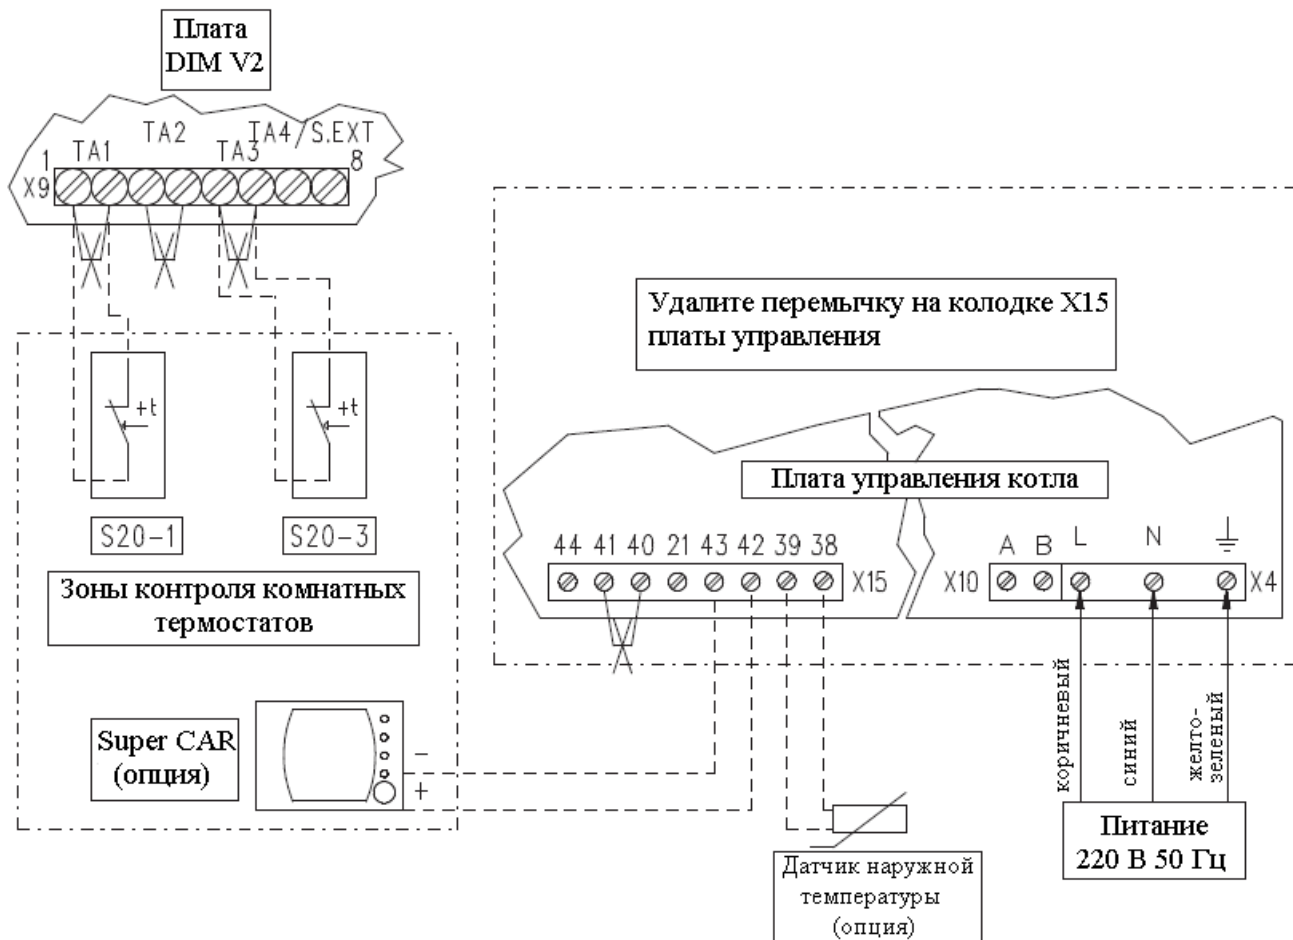 Плата
DIM V2
TA1 TA2 TA3 TA4/S.EXT
1 8
X9
Удалите перемычку на колодке X15
платы управления
+t +t
Плата управления котла
S20-1 S20-3
Зоны контроля комнатных
термостатов
44 41 40 21 43 42 39 38 X15
A B L N
X10 X4
Super CAR
(опция)
−
+
коричневый
синий
желто-
зеленый
Питание
220 В 50 Гц
Датчик наружной
температуры
(опция)